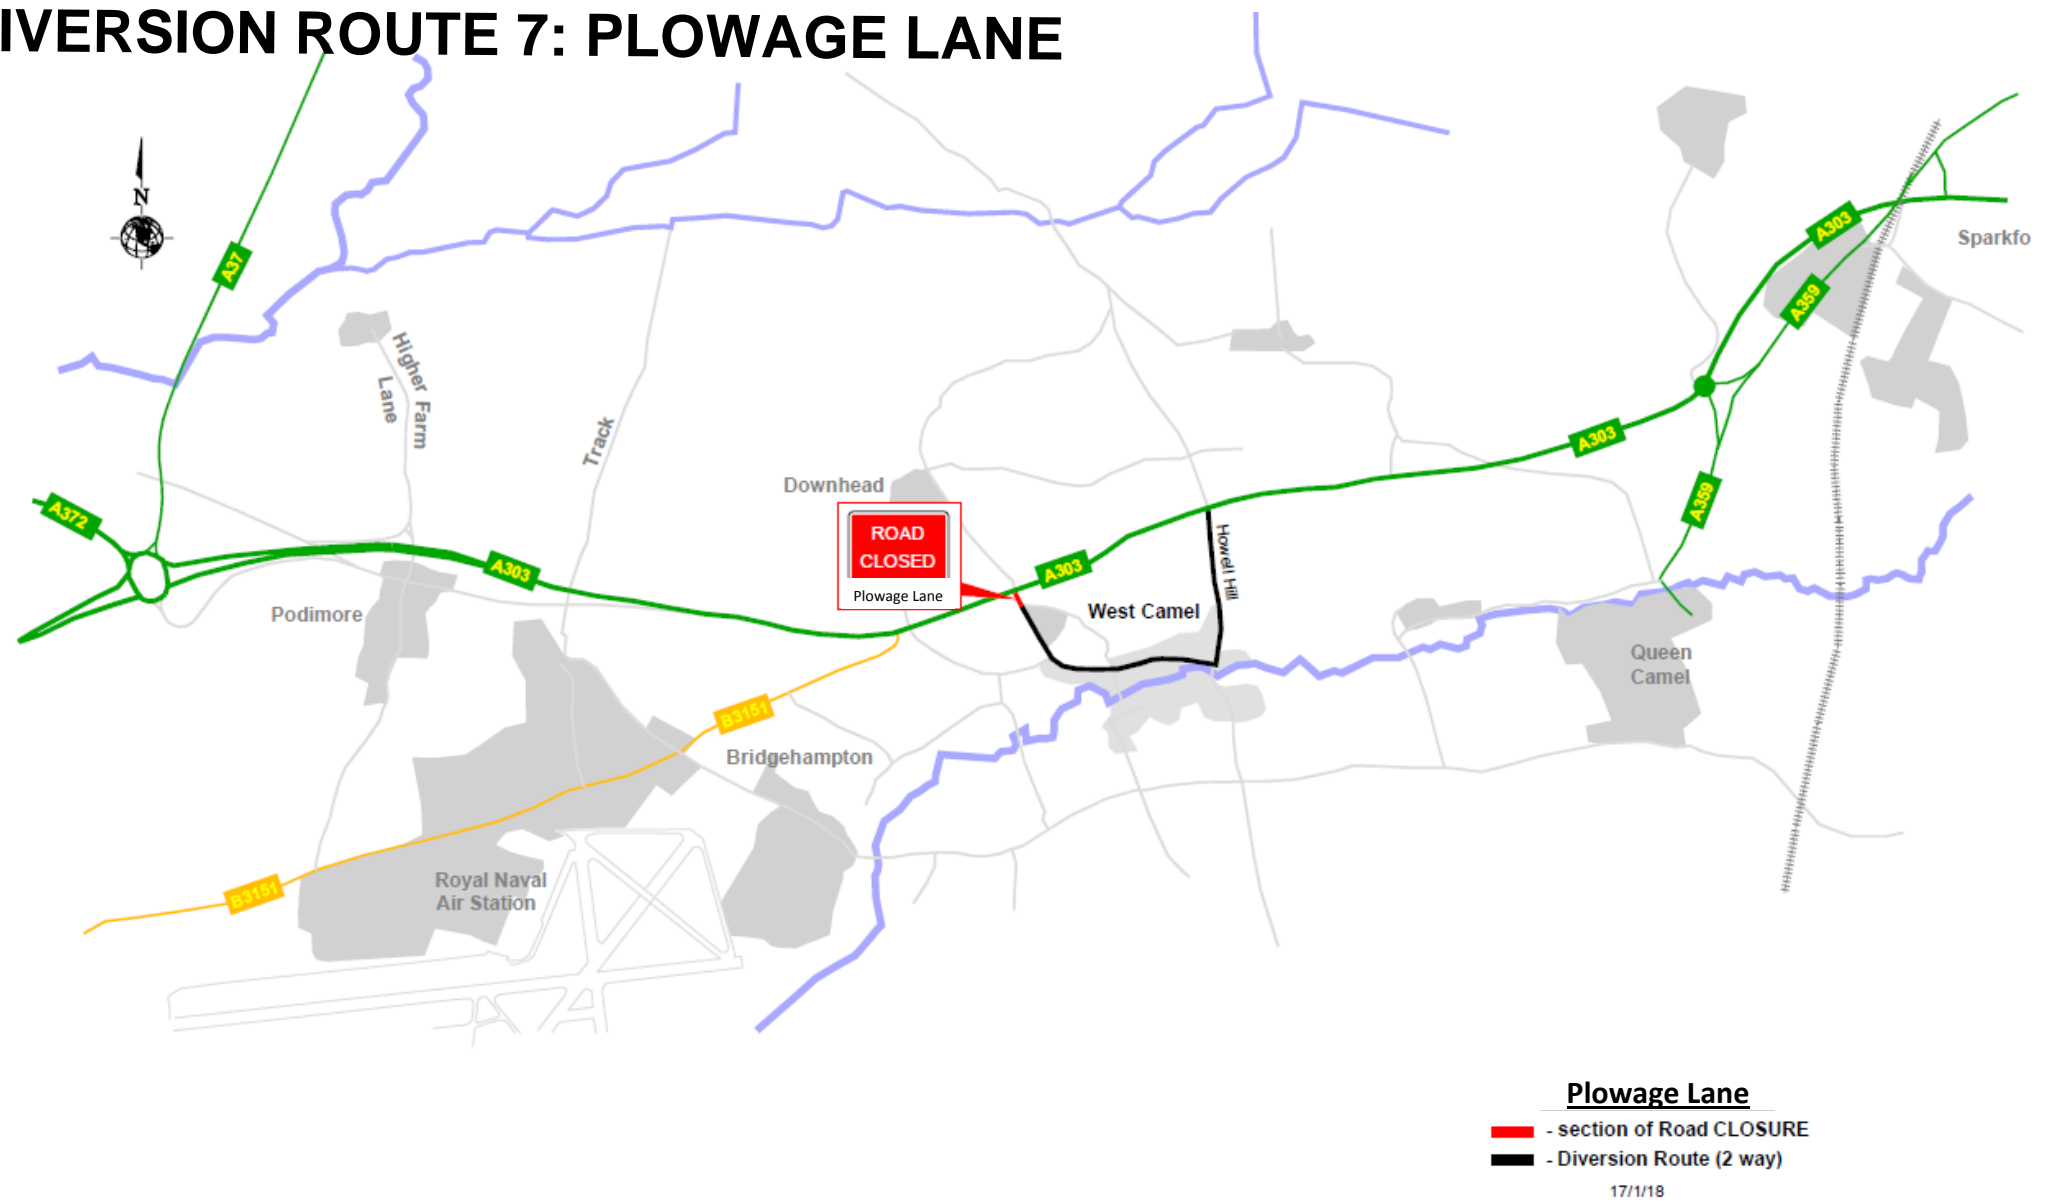 IVERSION ROUTE 7: PLOWAGE LANE
N
A37
A303
A359
Sparkfo
Higher Farm
Lane
Track
A303
A359
Downhead
A372
ROAD
CLOSED
Plowage Lane
A303
A303
Howell Hill
West Camel
Podimore
Queen
Camel
B3151
Bridgehampton
B3151
Royal Naval
Air Station
Plowage Lane
- section of Road CLOSURE
- Diversion Route (2 way)
17/1/18